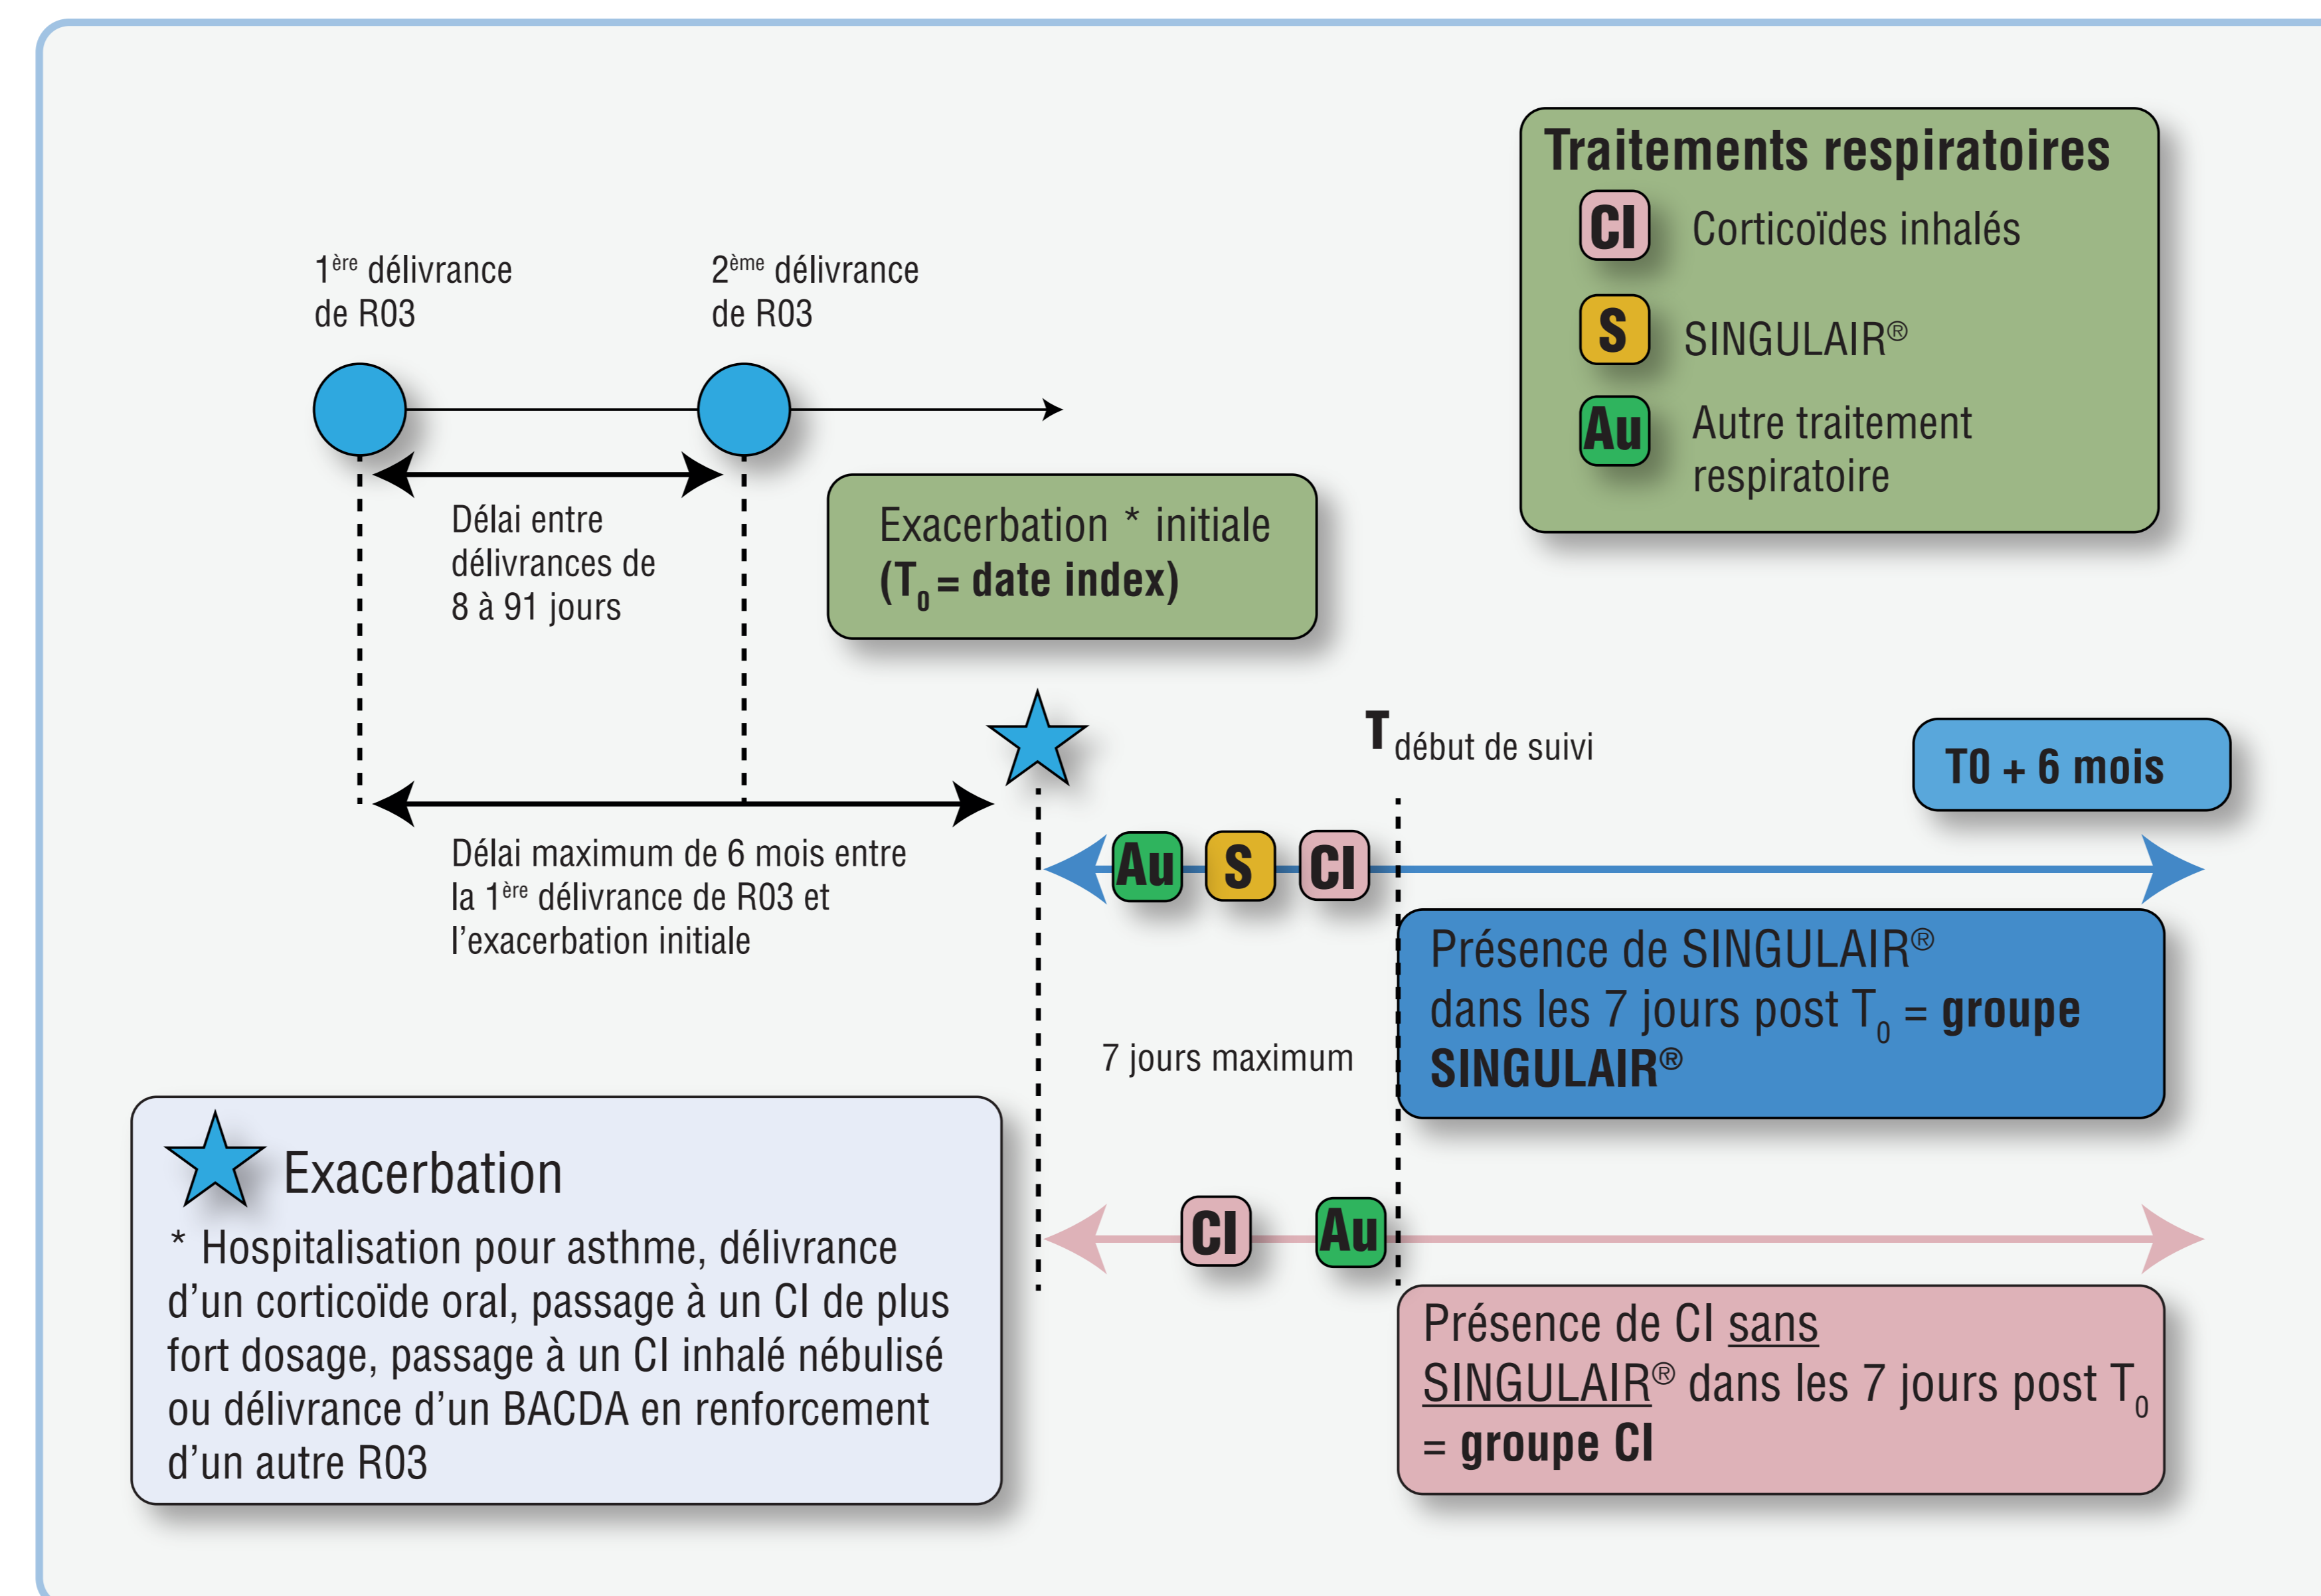 Traitements respiratoires
CI Corticoïdes inhalés
S SINGULAIR®
Au Autre traitement
respiratoire
1ère délivrance
de R03
2ème délivrance
de R03
Délai entre
délivrances de
8 à 91 jours
Exacerbation * initiale
(T0 = date index)
Délai maximum de 6 mois entre
la 1ère délivrance de R03 et
l'exacerbation initiale
T début de suivi
T0 + 6 mois
Au S CI
Présence de SINGULAIR®
dans les 7 jours post T0 = groupe
SINGULAIR®
7 jours maximum
CI Au
Présence de CI sans
SINGULAIR® dans les 7 jours post T0
= groupe CI
Exacerbation
* Hospitalisation pour asthme, délivrance
d'un corticoïde oral, passage à un CI de plus
fort dosage, passage à un CI inhalé nébulisé
ou délivrance d'un BACDA en renforcement
d'un autre R03